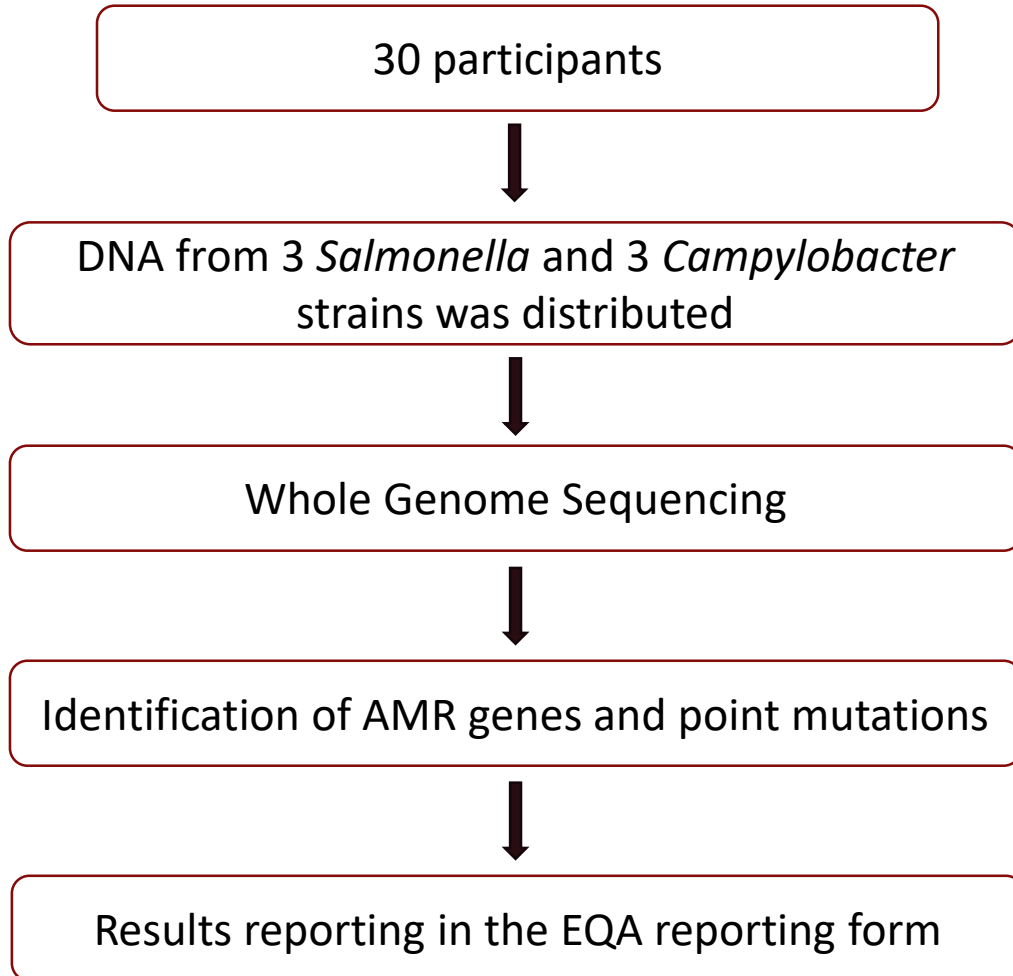 30 participants
DNA from 3 Salmonella and 3 Campylobacter
strains was distributed
Whole Genome Sequencing
Identification of AMR genes and point mutations
Results reporting in the EQA reporting form